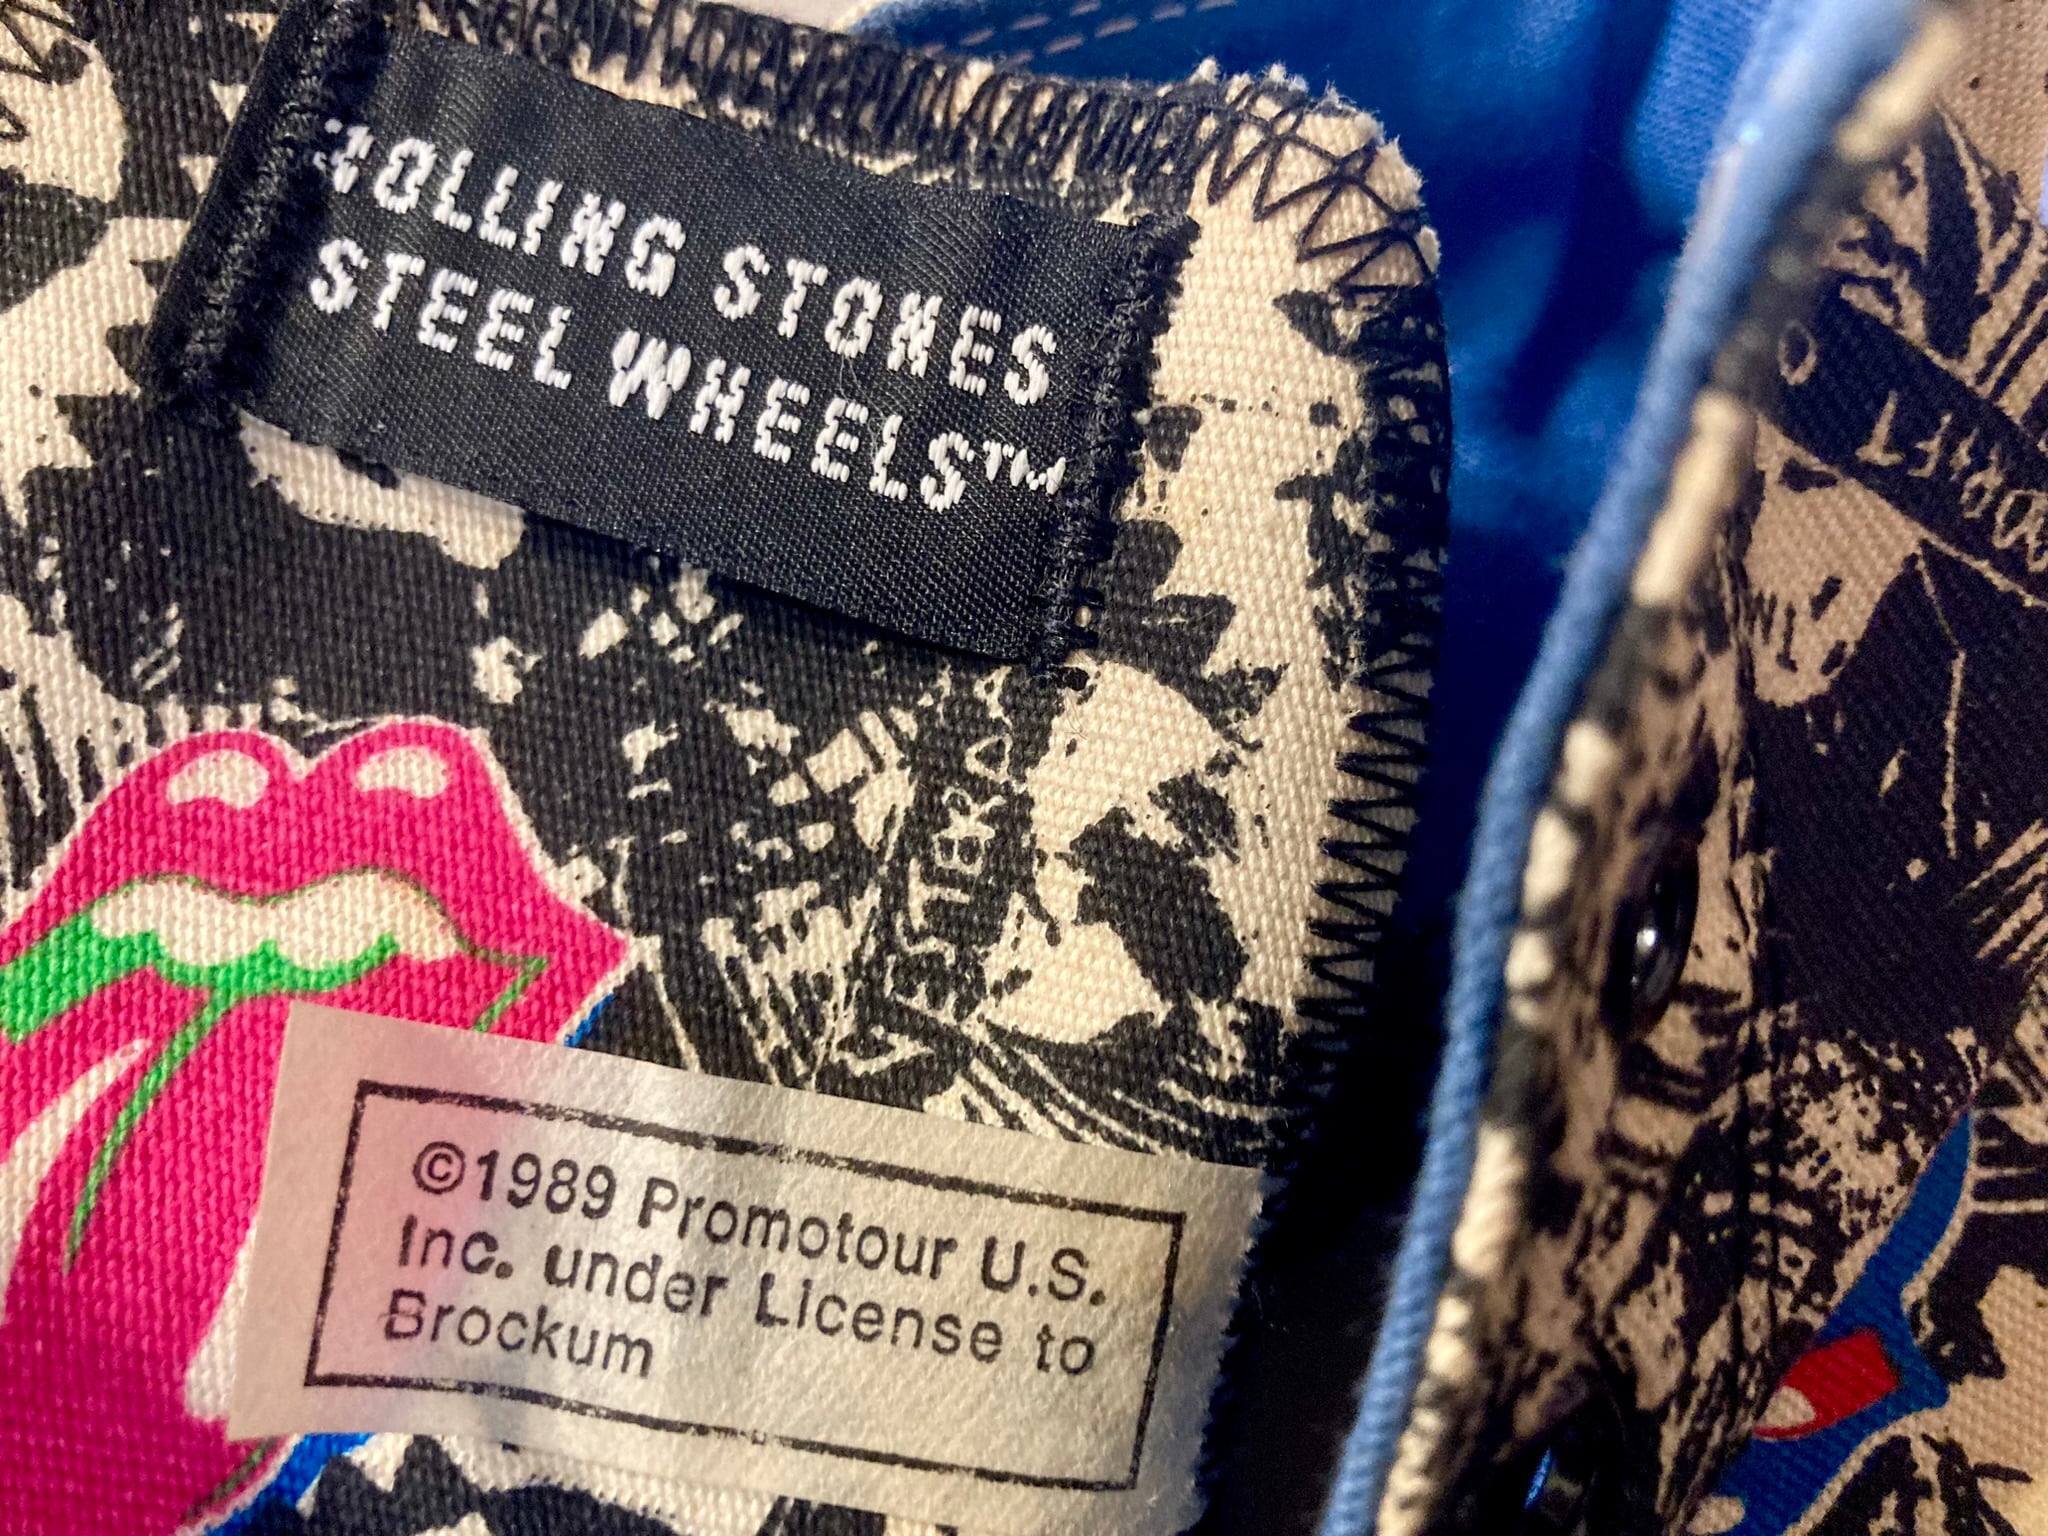 ROLLING STONES
STEEL WHEELS™
©1989 Promotour U.S.
Inc. under License to
Brockum